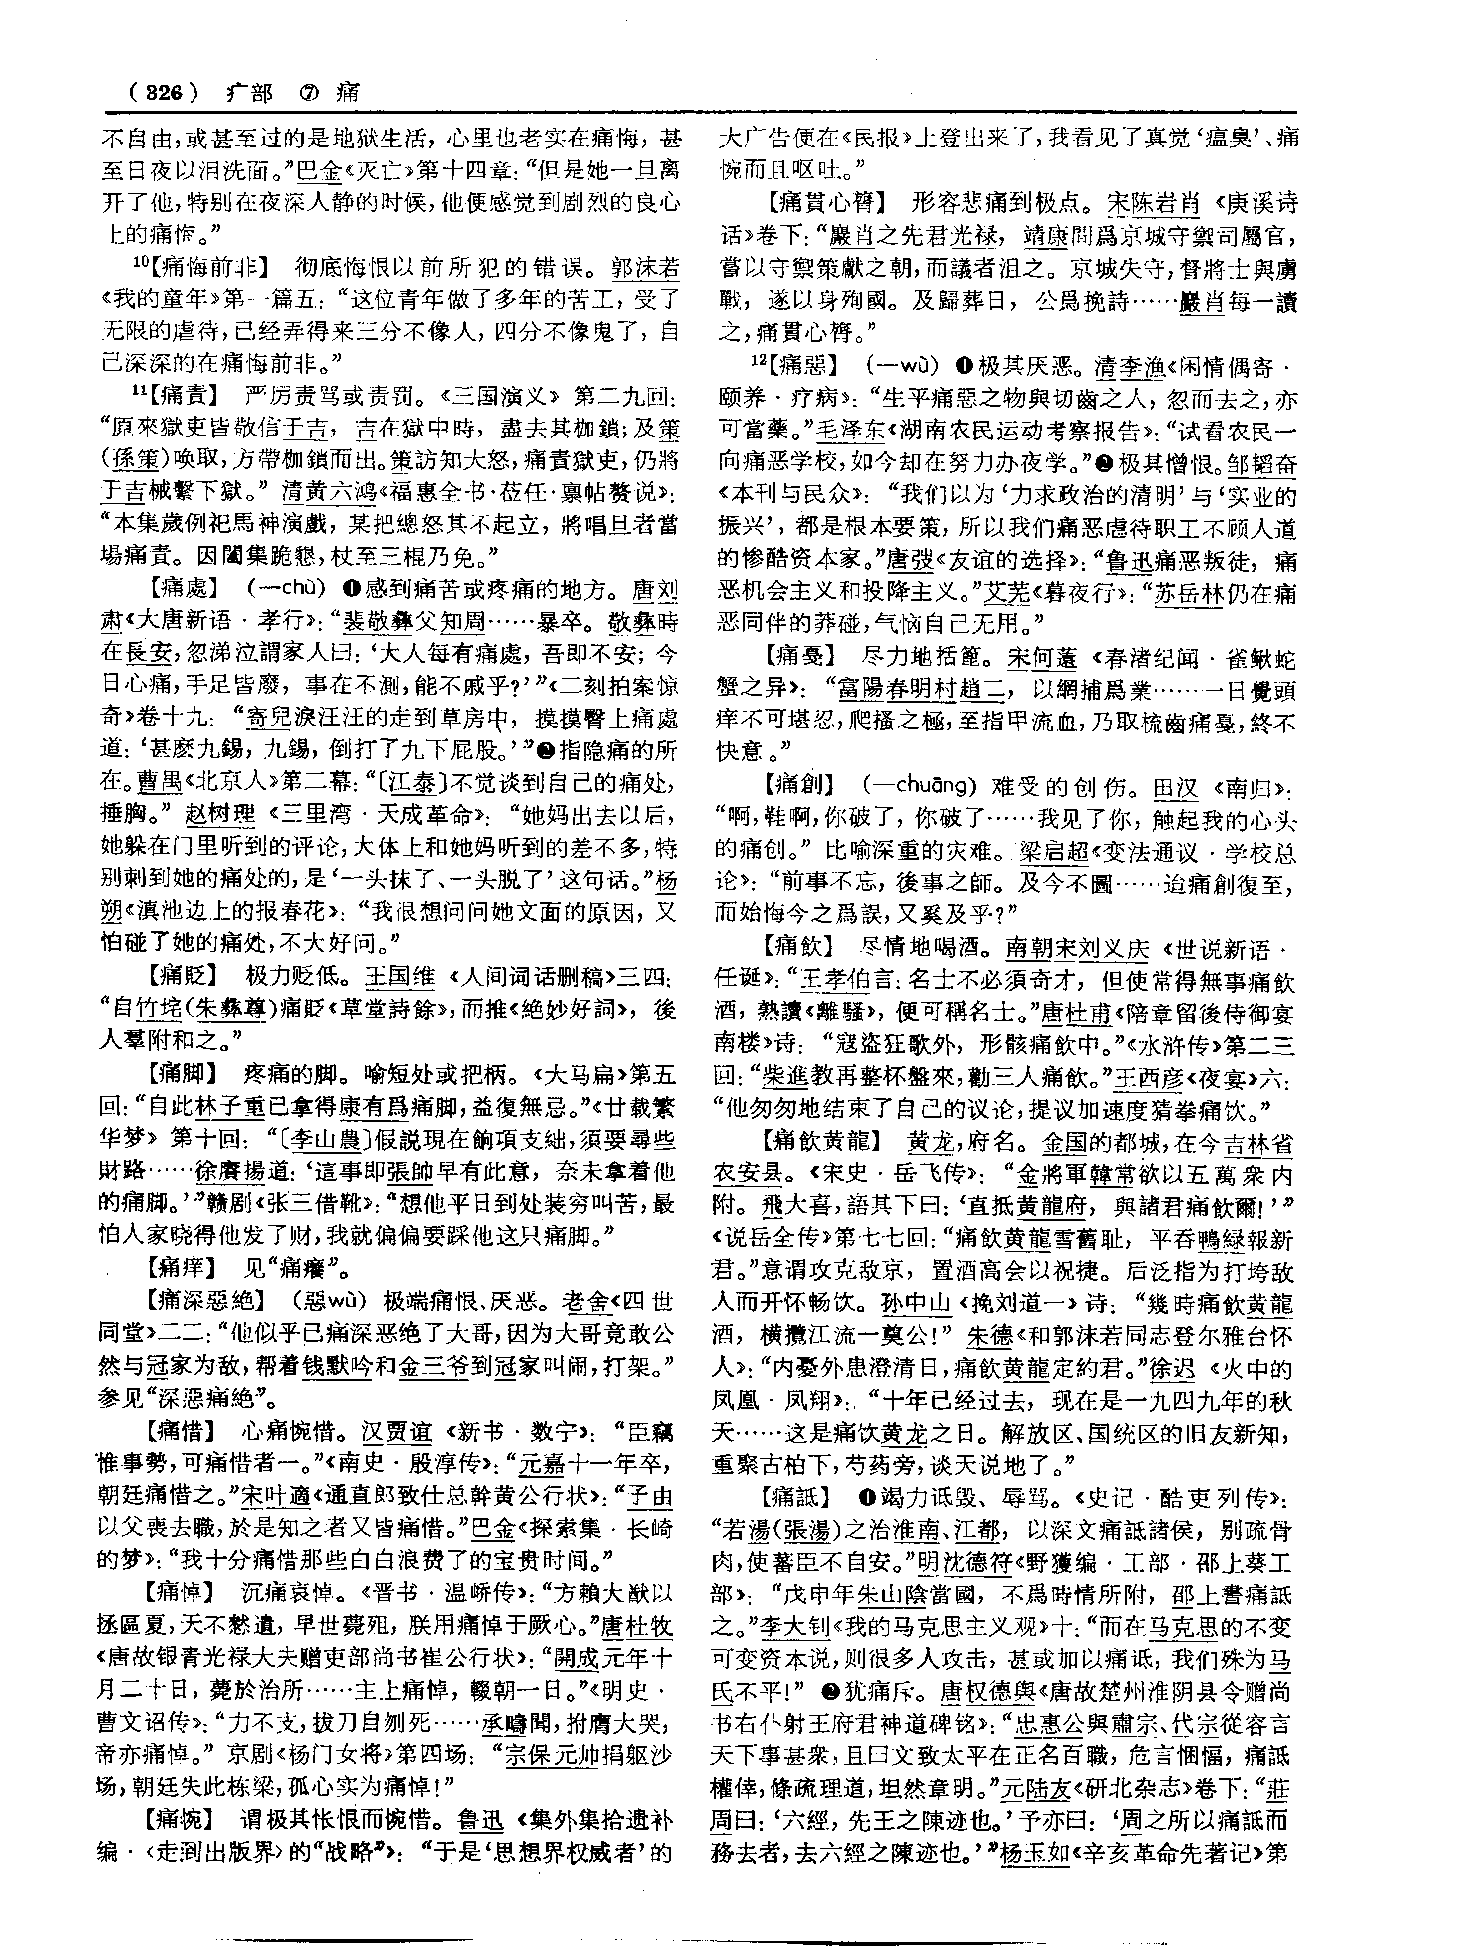 （326） 疒部 ⑦ 痛
不自由，或甚至过的是地狱生活，心里也老实在痛悔，甚
至日夜以泪洗面。”巴金《灭亡》第十四章：“但是她一旦离
开了他，特别在夜深人静的时候，他便感觉到剧烈的良心
上的痛悔。”
10【痛悔前非】 彻底悔恨以前所犯的错误。郭沫若
《我的童年》第一篇五：“这位青年做了多年的苦工，受了
无限的虐待，已经弄得来三分不像人，四分不像鬼了，自
己深深的在痛悔前非。”
11【痛責】 严厉责骂或责罚。《三国演义》第二九回：
“原來獄吏皆敬信于吉，吉在獄中時，盡去其枷鎖；及策
(孫策)唤取，方帶枷鎖而出。策訪知大怒，痛責獄吏，仍將
于吉械繫下獄。”清黄六鸿《福惠全书·莅任·禀帖赘说》：
“本集歲例祀馬神演戲，某把總怒其不起立，將唱旦者當
場痛責。因闔集跪懇，杖至三棍乃免。”
【痛處】 （—chù）❶感到痛苦或疼痛的地方。唐刘
肃《大唐新语·孝行》：“裴敬彝父知周……暴卒。敬彝時
在長安，忽涕泣謂家人曰：‘大人每有痛處，吾即不安；今
日心痛，手足皆廢，事在不測，能不戚乎？’”《二刻拍案惊
奇》卷十九：“寄兒淚汪汪的走到草房中，摸摸臀上痛處
道：‘甚麽九錫，九錫，倒打了九下屁股。’”❷指隐痛的所
在。曹禺《北京人》第二幕：“〔江泰〕不觉谈到自己的痛处，
捶胸。”赵树理《三里湾·天成革命》：“她妈出去以后，
她躲在门里听到的评论，大体上和她妈听到的差不多，特
别刺到她的痛处的，是‘一头抹了、一头脱了’这句话。”杨
朔《滇池边上的报春花》：“我很想问问她文面的原因，又
怕碰了她的痛处，不大好问。”
【痛貶】 极力贬低。王国维《人间词话删稿》三四：
“自竹垞(朱彝尊)痛貶《草堂詩餘》，而推《絶妙好詞》，後
人羣附和之。”
【痛脚】 疼痛的脚。喻短处或把柄。《大马扁》第五
回：“自此林子重已拿得康有爲痛脚，益復無忌。”《廿载繁
华梦》第十回：“〔李山農〕假説現在餉項支絀，須要尋些
財路……徐賡揚道：‘這事即張帥早有此意，奈未拿着他
的痛脚。’”赣剧《张三借靴》：“想他平日到处装穷叫苦，最
怕人家晓得他发了财，我就偏偏要踩他这只痛脚。”
【痛痒】 见“痛癢”。
【痛深惡絶】 （惡wù）极端痛恨、厌恶。老舍《四世
同堂》二二：“他似乎已痛深恶绝了大哥，因为大哥竟敢公
然与冠家为敌，帮着钱默吟和金三爷到冠家叫闹，打架。”
参见“深惡痛絶”。
【痛惜】 心痛惋惜。汉贾谊《新书·数宁》：“臣竊
惟事勢，可痛惜者一。”《南史·殷淳传》：“元嘉十一年卒，
朝廷痛惜之。”宋叶適《通直郎致仕总幹黄公行状》：“子由
以父喪去職，於是知之者又皆痛惜。”巴金《探索集·长崎
的梦》：“我十分痛惜那些白白浪费了的宝贵时间。”
【痛悼】 沉痛哀悼。《晋书·温峤传》：“方賴大猷以
拯區夏，天不憖遺，早世薨殂，朕用痛悼于厥心。”唐杜牧
《唐故银青光禄大夫赠吏部尚书崔公行状》：“開成元年十
月二十日，薨於治所……主上痛悼，輟朝一日。”《明史·
曹文诏传》：“力不支，拔刀自刎死……承疇聞，拊膺大哭，
帝亦痛悼。”京剧《杨门女将》第四场：“宗保元帅捐躯沙
场，朝廷失此栋梁，孤心实为痛悼！”
【痛惋】 谓极其怅恨而惋惜。鲁迅《集外集拾遗补
编·〈走到出版界〉的“战略”》：“于是‘思想界权威者’的
大广告便在《民报》上登出来了，我看见了真觉‘瘟臭’、痛
惋而且呕吐。”
【痛貫心膂】 形容悲痛到极点。宋陈岩肖《庚溪诗
话》卷下：“巖肖之先君光禄，靖康間爲京城守禦司屬官，
嘗以守禦策獻之朝，而議者沮之。京城失守，督將士與虜
戰，遂以身殉國。及歸葬日，公爲挽詩……巖肖每一讀
之，痛貫心膂。”
12【痛惡】 （—wù）❶极其厌恶。清李渔《闲情偶寄·
颐养·疗病》：“生平痛惡之物與切齒之人，忽而去之，亦
可當藥。”毛泽东《湖南农民运动考察报告》：“试看农民一
向痛恶学校，如今却在努力办夜学。”❷极其憎恨。邹韬奋
《本刊与民众》：“我们以为‘力求政治的清明’与‘实业的
振兴’，都是根本要策，所以我们痛恶虐待职工不顾人道
的惨酷资本家。”唐弢《友谊的选择》：“鲁迅痛恶叛徒，痛
恶机会主义和投降主义。”艾芜《暮夜行》：“苏岳林仍在痛
恶同伴的莽碰，气恼自己无用。”
【痛戞】 尽力地括篦。宋何薳《春渚纪闻·雀鳅蛇
蟹之异》：“富陽春明村趙二，以網捕爲業……一日覺頭
痒不可堪忍，爬搔之極，至指甲流血，乃取梳齒痛戞，終不
快意。”
【痛創】 （—chuāng）难受的创伤。田汉《南归》：
“啊，鞋啊，你破了，你破了……我见了你，触起我的心头
的痛创。”比喻深重的灾难。梁启超《变法通议·学校总
论》：“前事不忘，後事之師。及今不圖……迨痛創復至，
而始悔今之爲誤，又奚及乎？”
【痛飲】 尽情地喝酒。南朝宋刘义庆《世说新语·
任诞》：“王孝伯言：名士不必須奇才，但使常得無事痛飲
酒，熟讀《離騷》，便可稱名士。”唐杜甫《陪章留後侍御宴
南楼》诗：“寇盜狂歌外，形骸痛飲中。”《水浒传》第二三
回：“柴進教再整杯盤來，勸三人痛飲。”王西彦《夜宴》六：
“他匆匆地结束了自己的议论，提议加速度猜拳痛饮。”
【痛飲黄龍】 黄龙，府名。金国的都城，在今吉林省
农安县。《宋史·岳飞传》：“金將軍韓常欲以五萬衆内
附。飛大喜，語其下曰：‘直抵黄龍府，與諸君痛飲爾！’”
《说岳全传》第七七回：“痛飲黄龍雪舊耻，平吞鴨緑報新
君。”意谓攻克敌京，置酒高会以祝捷。后泛指为打垮敌
人而开怀畅饮。孙中山《挽刘道一》诗：“幾時痛飲黄龍
酒，横攬江流一奠公！”朱德《和郭沫若同志登尔雅台怀
人》：“内憂外患澄清日，痛飲黄龍定約君。”徐迟《火中的
凤凰·凤翔》：“十年已经过去，现在是一九四九年的秋
天……这是痛饮黄龙之日。解放区、国统区的旧友新知，
重聚古柏下，芍药旁，谈天说地了。”
【痛詆】 ❶竭力诋毁、辱骂。《史记·酷吏列传》：
“若湯(張湯)之治淮南、江都，以深文痛詆諸侯，别疏骨
肉，使蕃臣不自安。”明沈德符《野獲编·工部·邵上葵工
部》：“戊申年朱山陰當國，不爲時情所附，邵上書痛詆
之。”李大钊《我的马克思主义观》十：“而在马克思的不变
可变资本说，则很多人攻击，甚或加以痛诋，我们殊为马
氏不平！”❷犹痛斥。唐权德舆《唐故楚州淮阴县令赠尚
书右仆射王府君神道碑铭》：“忠惠公與肅宗、代宗從容言
天下事甚衆，且曰文致太平在正名百職，危言悃愊，痛詆
權倖，條疏理道，坦然章明。”元陆友《研北杂志》卷下：“莊
周曰：‘六經，先王之陳迹也。’予亦曰：‘周之所以痛詆而
務去者，去六經之陳迹也。’”杨玉如《辛亥革命先著记》第